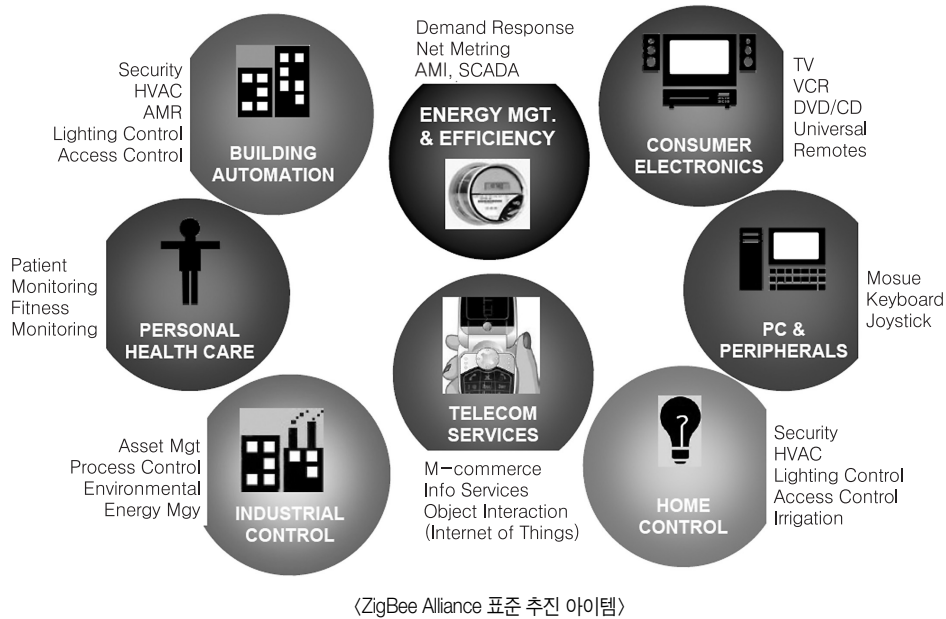 Security
HVAC
AMR
Lighting Control
Access Control
BUILDING
AUTOMATION
Demand Response
Net Metring
AMI, SCADA
ENERGY MGT.
& EFFICIENCY
CONSUMER
ELECTRONICS
TV
VCR
DVD/CD
Universal
Remotes
Patient
Monitoring
Fitness
Monitoring
PERSONAL
HEALTH CARE
PC &
PERIPHERALS
Mosue
Keyboard
Joystick
TELECOM
SERVICES
M-commerce
Info Services
Object Interaction
(Internet of Things)
Asset Mgt
Process Control
Environmental
Energy Mgy
INDUSTRIAL
CONTROL
?
HOME
CONTROL
Security
HVAC
Lighting Control
Access Control
Irrigation
〈ZigBee Alliance 표준 추진 아이템〉